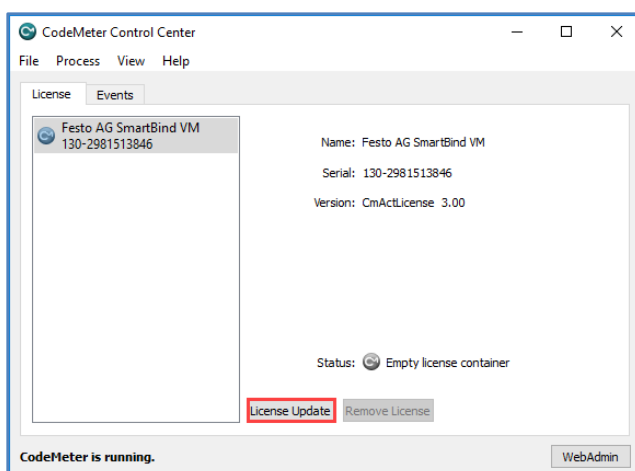 CodeMeter Control Center
File Process View Help
License Events
Festo AG SmartBind VM
130-2981513846
Name: Festo AG SmartBind VM
Serial: 130-2981513846
Version: CmActLicense 3.00
Status: Empty license container
License Update Remove License
CodeMeter is running. WebAdmin